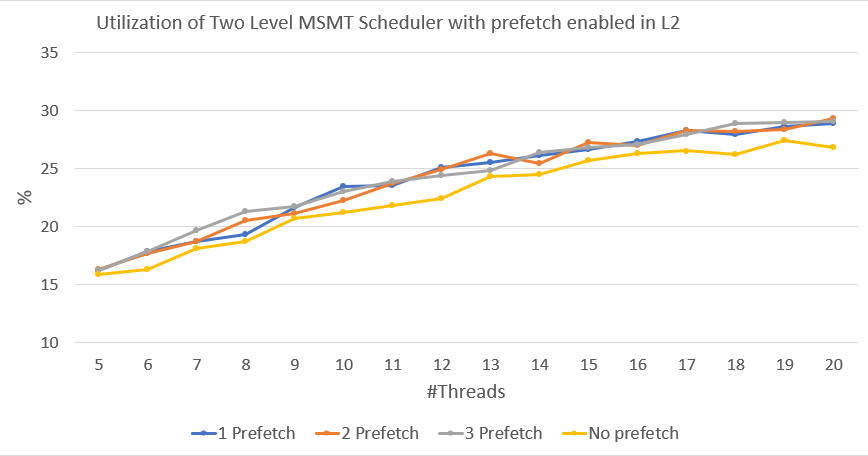 Utilization of Two Level MSMT Scheduler with prefetch enabled in L2
35
30
25
20
15
10
%
5 6 7 8 9 10 11 12 13 14 15 16 17 18 19 20
#Threads
1 Prefetch 2 Prefetch 3 Prefetch No prefetch